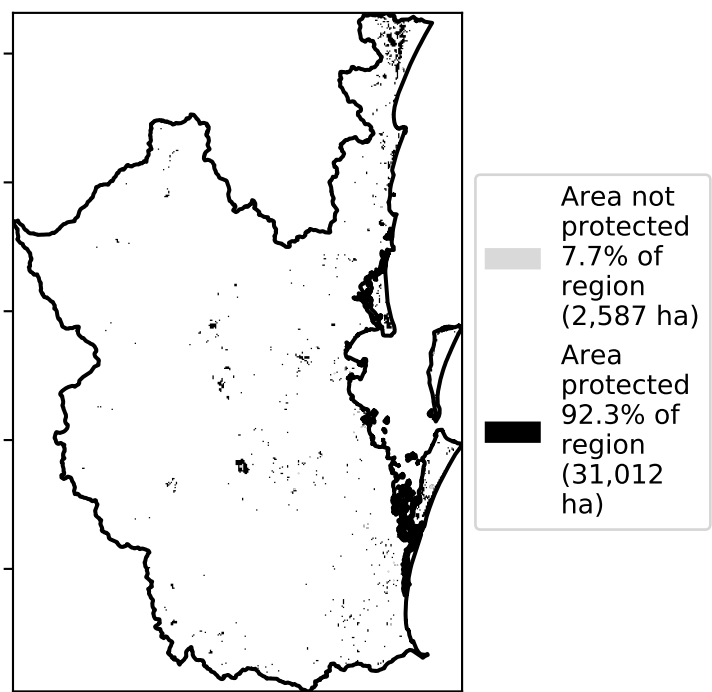 Area not
protected
7.7% of
region
(2,587 ha)
Area
protected
92.3% of
region
(31,012
ha)